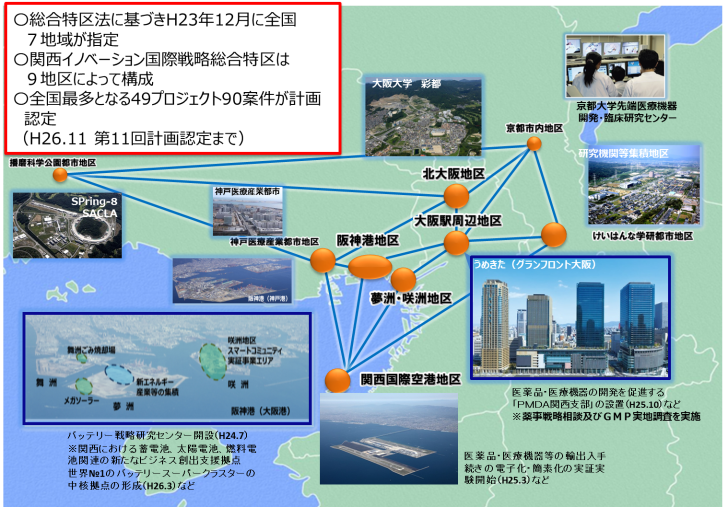 ○総合特区法に基づきH23年12月に全国
７地域が指定
○関西イノベーション国際戦略総合特区は
９地区によって構成
○全国最多となる49プロジェクト90案件が計画
認定
（H26.11 第11回計画認定まで）
大阪大学 彩都
京都大学先端医療機器
開発・臨床研究センター
京都市内地区
播磨科学公園都市地区
北大阪地区
研究機関等集積地区
SPring-8
SACLA
神戸医療産業都市
大阪駅周辺地区
けいはんな学研都市地区
神戸医療産業都市地区
阪神港地区
阪神港（神戸港）
夢洲・咲洲地区
うめきた（グランフロント大阪）
舞洲ごみ焼却場
咲洲地区
スマートコミュニティ
実証事業エリア
舞 洲
新エネルギー
産業等の集積
咲 洲
メガソーラー
夢 洲
阪神港（大阪港）
関西国際空港地区
医薬品・医療機器の開発を促進する
「PMDA関西支部」の設置（H25.10）など
※薬事戦略相談及びＧＭＰ実地調査を実施
バッテリー戦略研究センター開設（H24.7）
※関西における蓄電池、太陽電池、燃料電
池関連の新たなビジネス創出支援拠点
世界№1のバッテリースーパークラスターの
中核拠点の形成（H26.3）など
医薬品・医療機器等の輸出入手
続きの電子化・簡素化の実証実
験開始（H25.3）など